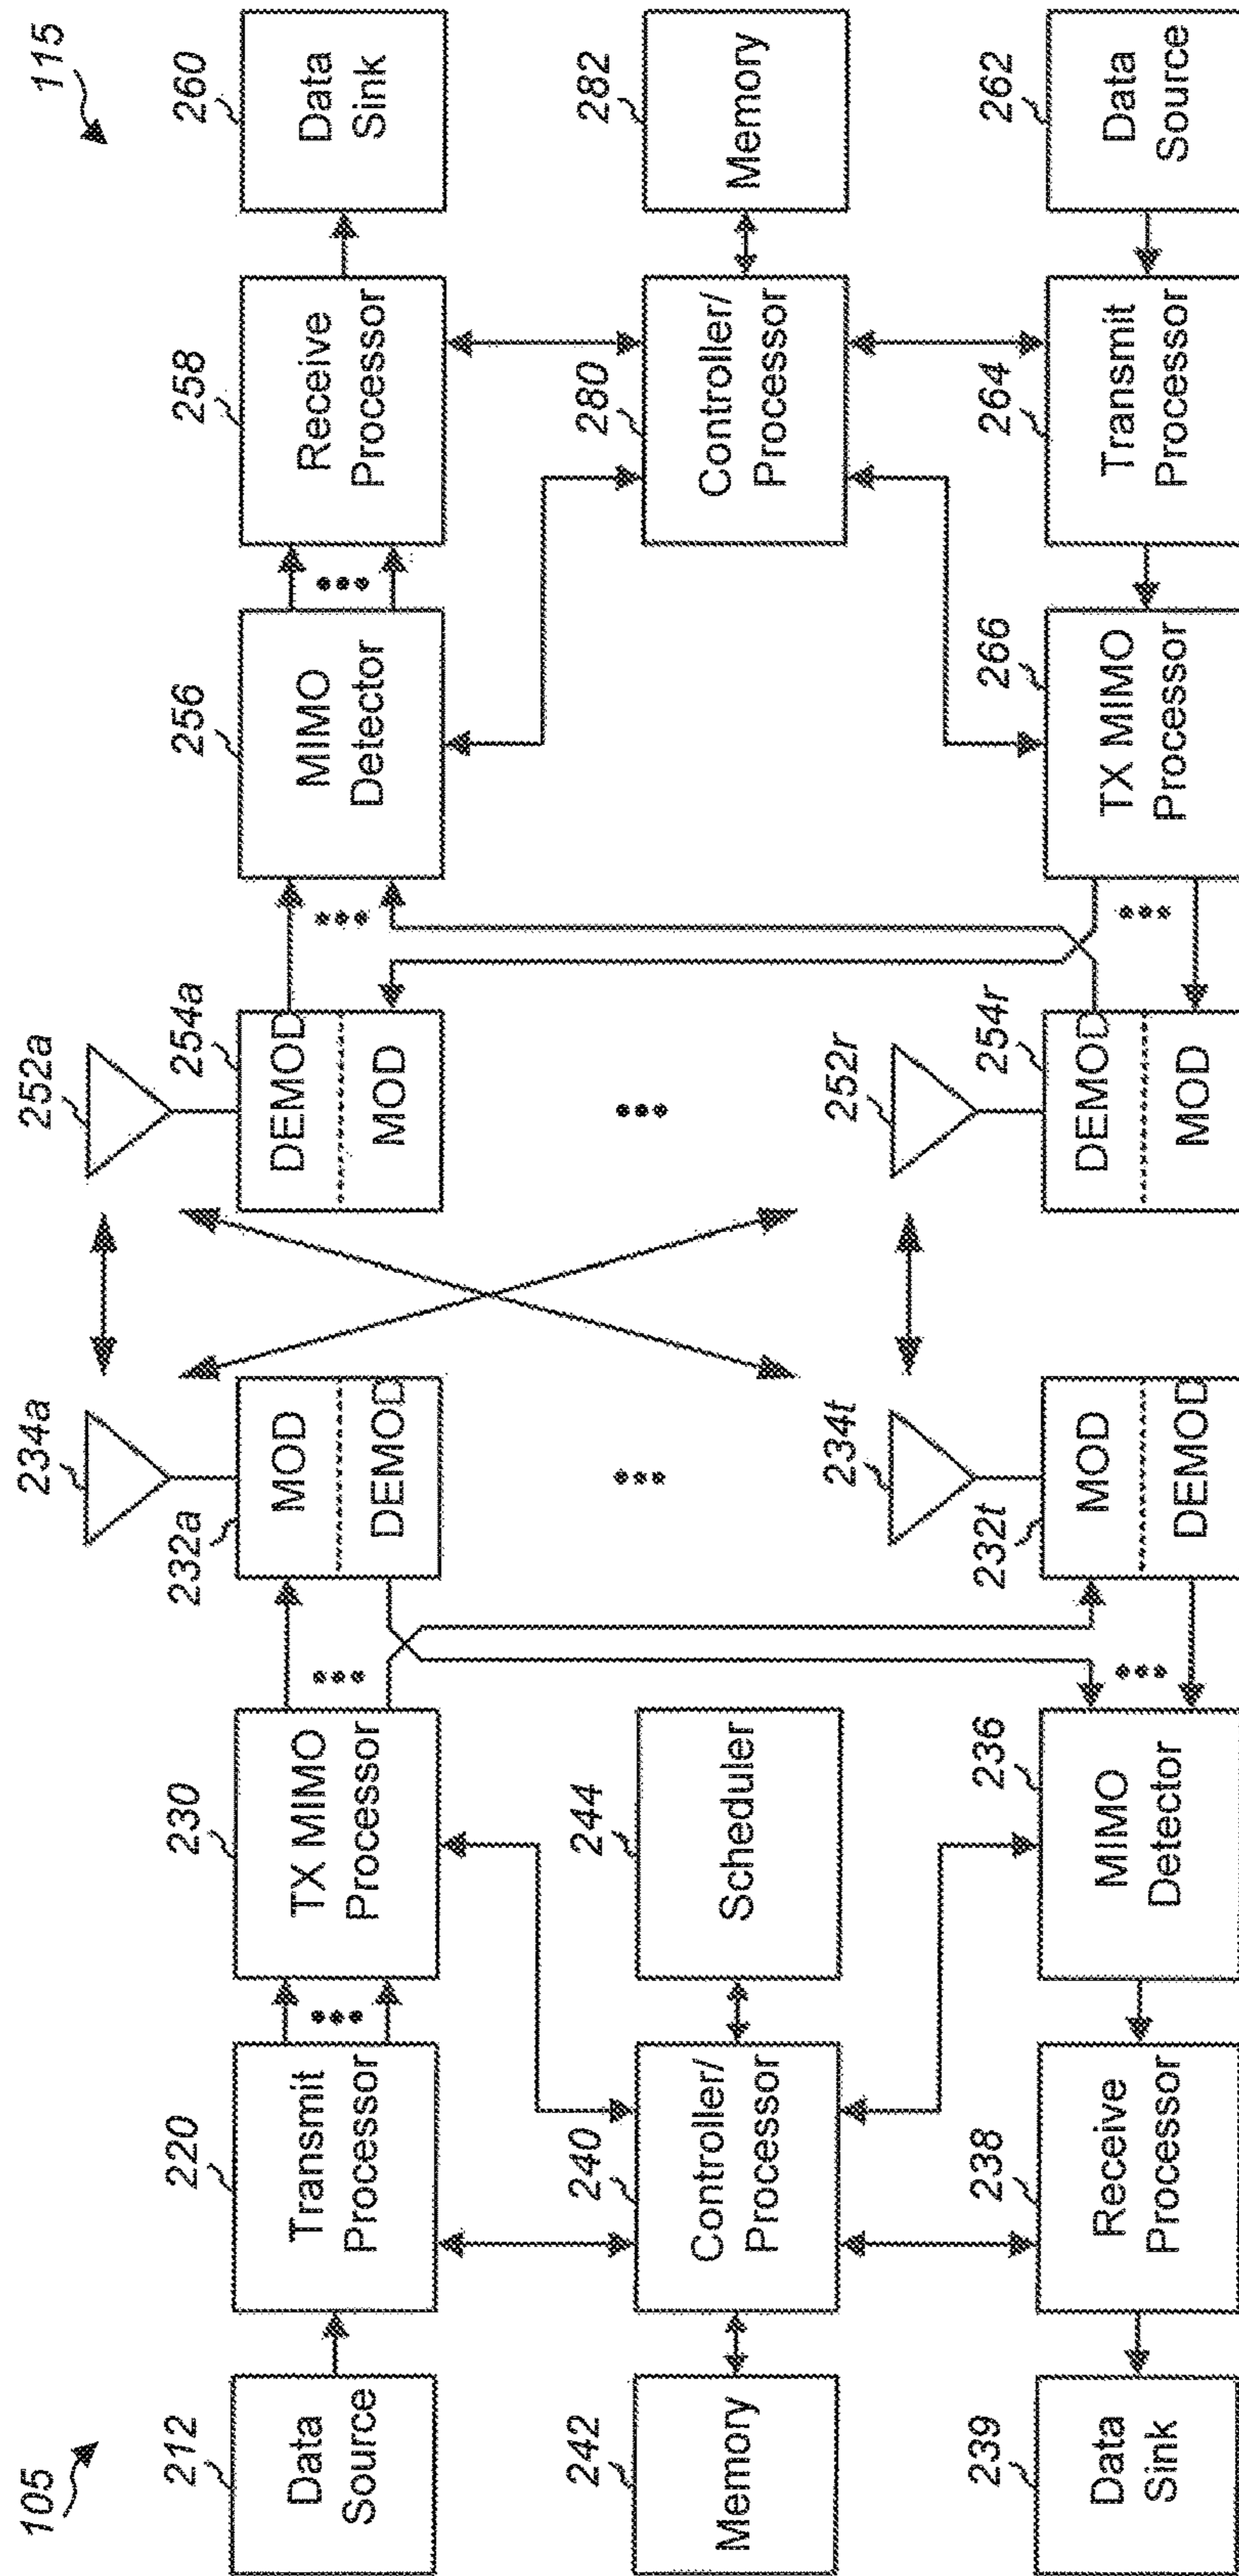 105
212
Data
Source
220
Transmit
Processor
230
TX MIMO
Processor
232a
MOD
DEMOD
234a
242
Memory
240
Controller/
Processor
244
Scheduler
239
Data
Sink
238
Receive
Processor
236
MIMO
Detector
232t
MOD
DEMOD
234t
115
252a
254a
DEMOD
MOD
256
MIMO
Detector
258
Receive
Processor
260
Data
Sink
280
Controller/
Processor
282
Memory
252r
254r
DEMOD
MOD
266
TX MIMO
Processor
264
Transmit
Processor
262
Data
Source